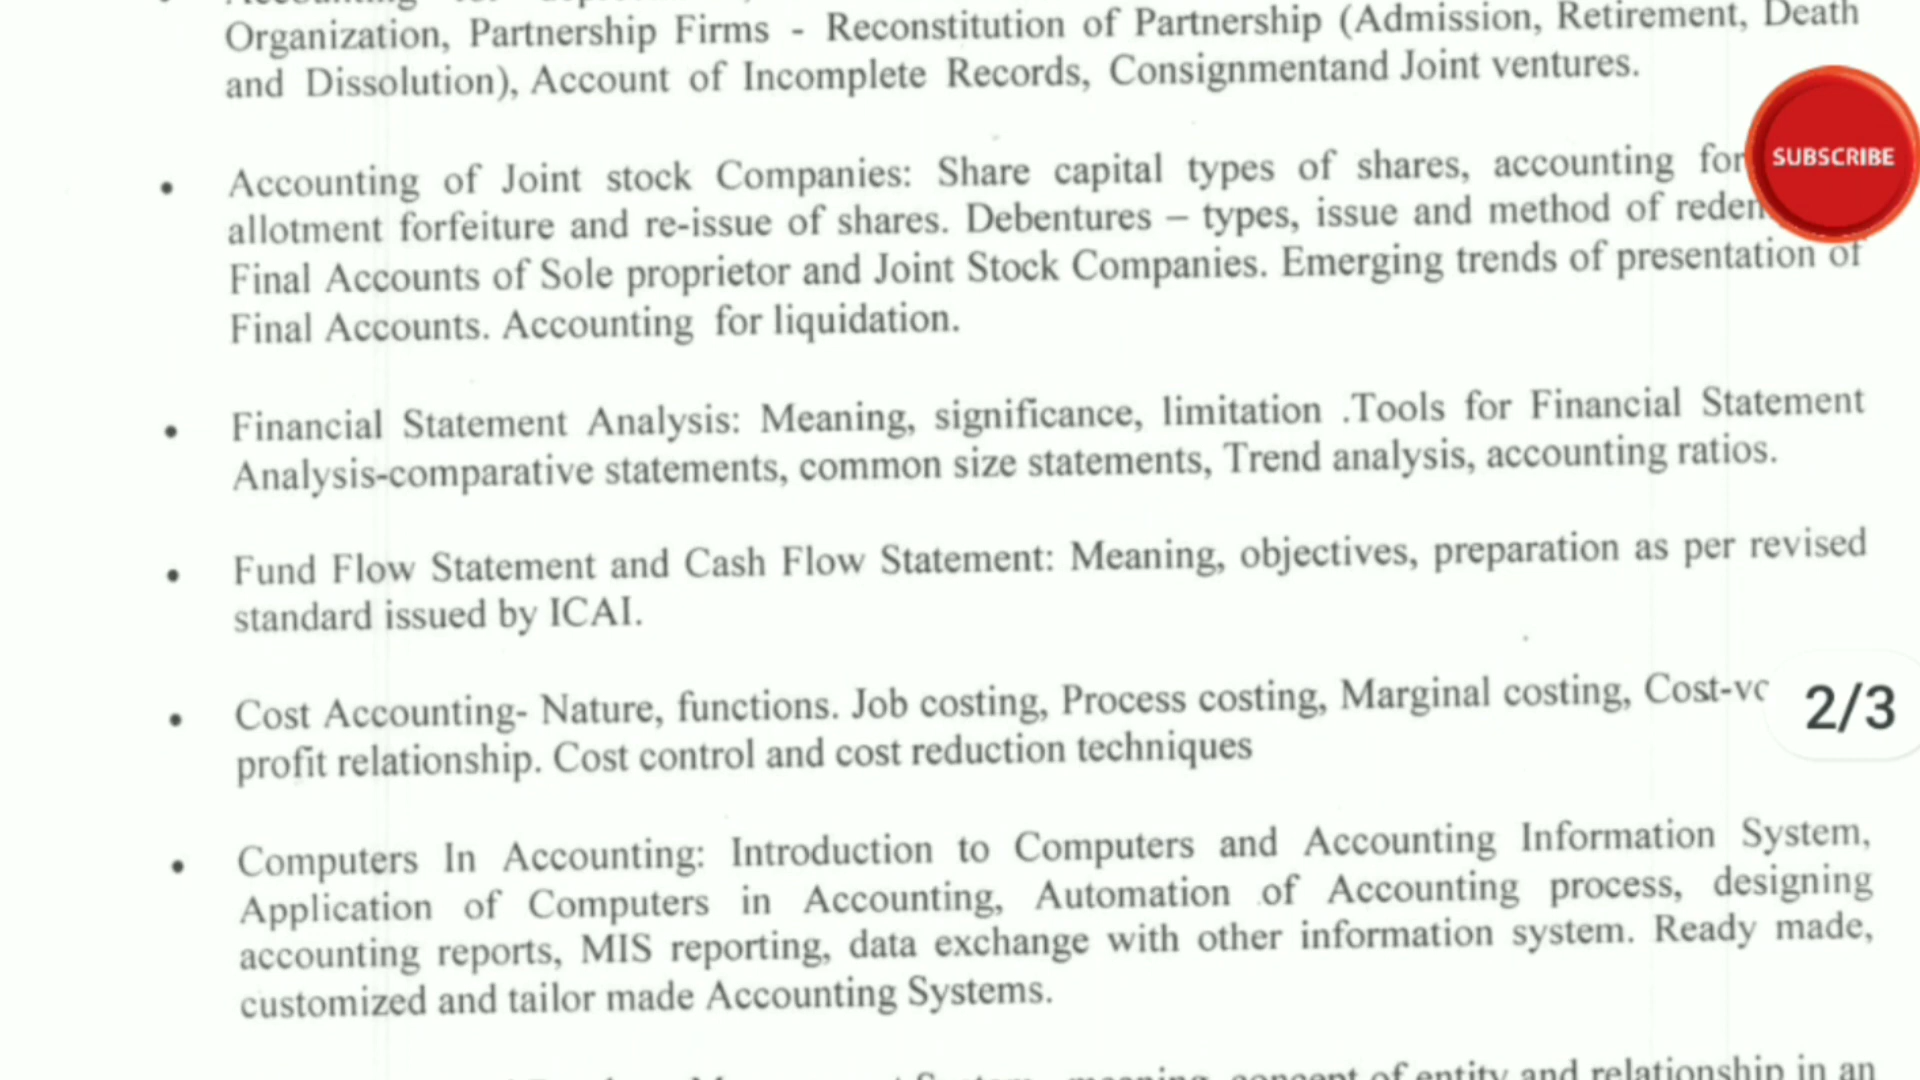 Organization, Partnership Firms - Reconstitution of Partnership (Admission, Retirement, Death
and Dissolution), Account of Incomplete Records, Consignmentand Joint ventures.
• Accounting of Joint stock Companies: Share capital types of shares, accounting for
SUBSCRIBE
allotment forfeiture and re-issue of shares. Debentures – types, issue and method of
Final Accounts of Sole proprietor and Joint Stock Companies. Emerging trends of presentation of
Final Accounts. Accounting for liquidation.
• Financial Statement Analysis: Meaning, significance, limitation .Tools for Financial Statement
Analysis-comparative statements, common size statements, Trend analysis, accounting ratios.
• Fund Flow Statement and Cash Flow Statement: Meaning, objectives, preparation as per revised
standard issued by ICAI.
• Cost Accounting- Nature, functions. Job costing, Process costing, Marginal costing,
2/3
profit relationship. Cost control and cost reduction techniques
• Computers In Accounting: Introduction to Computers and Accounting Information System,
Application of Computers in Accounting, Automation of Accounting process, designing
accounting reports, MIS reporting, data exchange with other information system. Ready made,
customized and tailor made Accounting Systems.
meaning, concept of entity and relationship in an